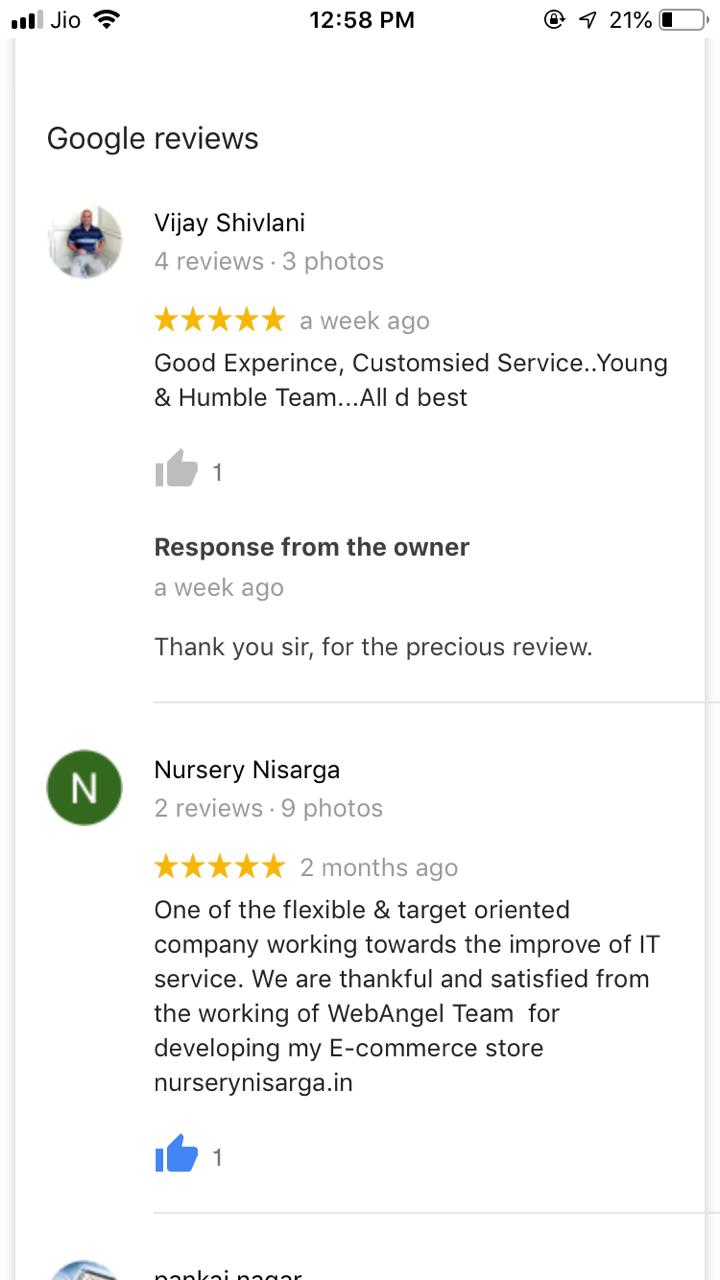 Jio 12:58 PM 21%
Google reviews
Vijay Shivlani
4 reviews · 3 photos
a week ago
Good Experince, Customsied Service..Young
& Humble Team...All d best
1
Response from the owner
a week ago
Thank you sir, for the precious review.
N
Nursery Nisarga
2 reviews · 9 photos
2 months ago
One of the flexible & target oriented
company working towards the improve of IT
service. We are thankful and satisfied from
the working of WebAngel Team  for
developing my E-commerce store
nurserynisarga.in
1
pankaj nagar